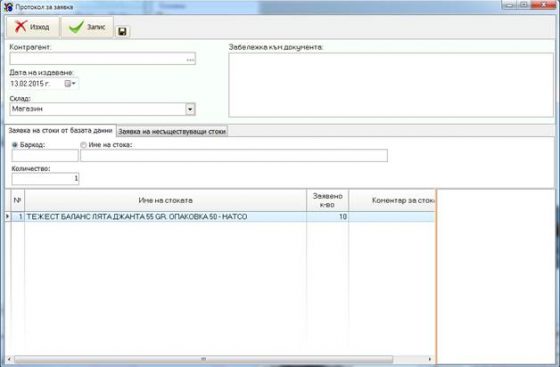 Протокол за заявка
Изход
Запис
Контрагент:
Забележка към документа:
Дата на издаване:
13.02.2015 г.
Склад:
Магазин
Заявка на стоки от базата данни
Заявка на несъществуващи стоки
Баркод:
Име на стока:
Количество:
1
№ Име на стоката Заявено к-во Коментар за стока
1 ТЕЖЕСТ БАЛАНС ЛЯТА ДЖАНТА 55 GR. ОПАКОВКА 50 - HATCO 10